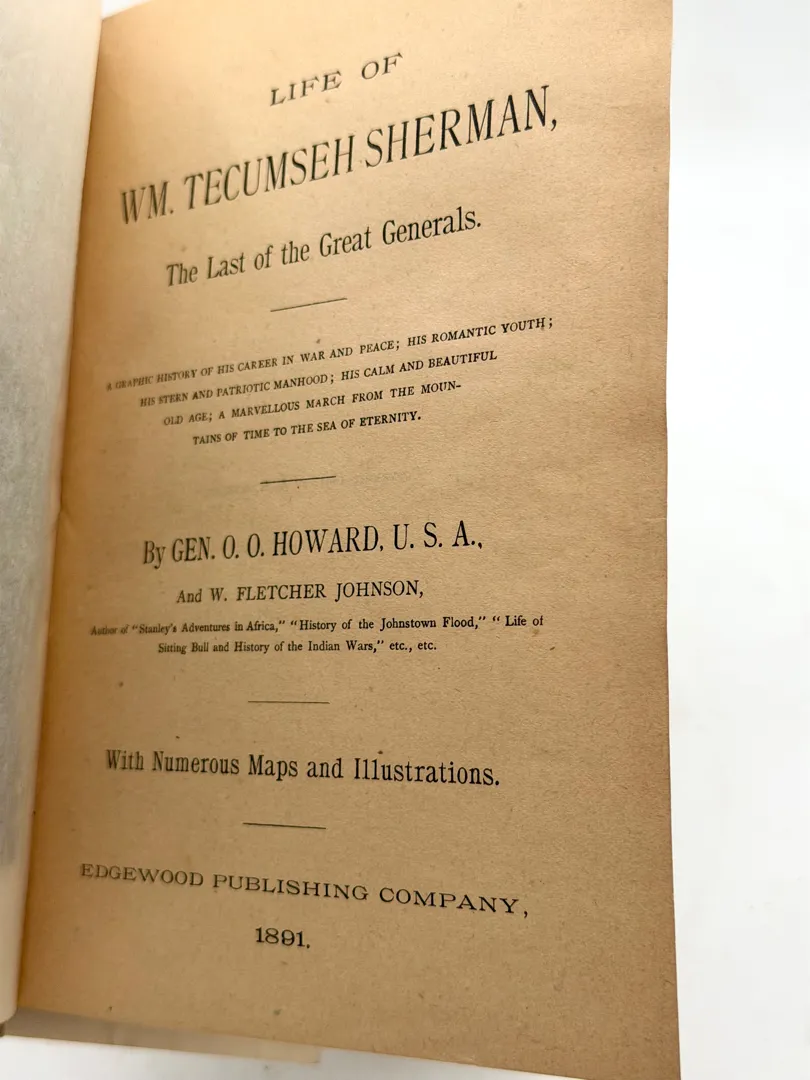 LIFE OF
WM. TECUMSEH SHERMAN,
The Last of the Great Generals.
A GRAPHIC HISTORY OF HIS CAREER IN WAR AND PEACE; HIS ROMANTIC YOUTH;
HIS STERN AND PATRIOTIC MANHOOD; HIS CALM AND BEAUTIFUL
OLD AGE; A MARVELLOUS MARCH FROM THE MOUN-
TAINS OF TIME TO THE SEA OF ETERNITY.
By GEN. O. O. HOWARD, U. S. A.,
And W. FLETCHER JOHNSON,
Author of "Stanley's Adventures in Africa," "History of the Johnstown Flood," "Life of
Sitting Bull and History of the Indian Wars," etc., etc.
With Numerous Maps and Illustrations.
EDGEWOOD PUBLISHING COMPANY,
1891.